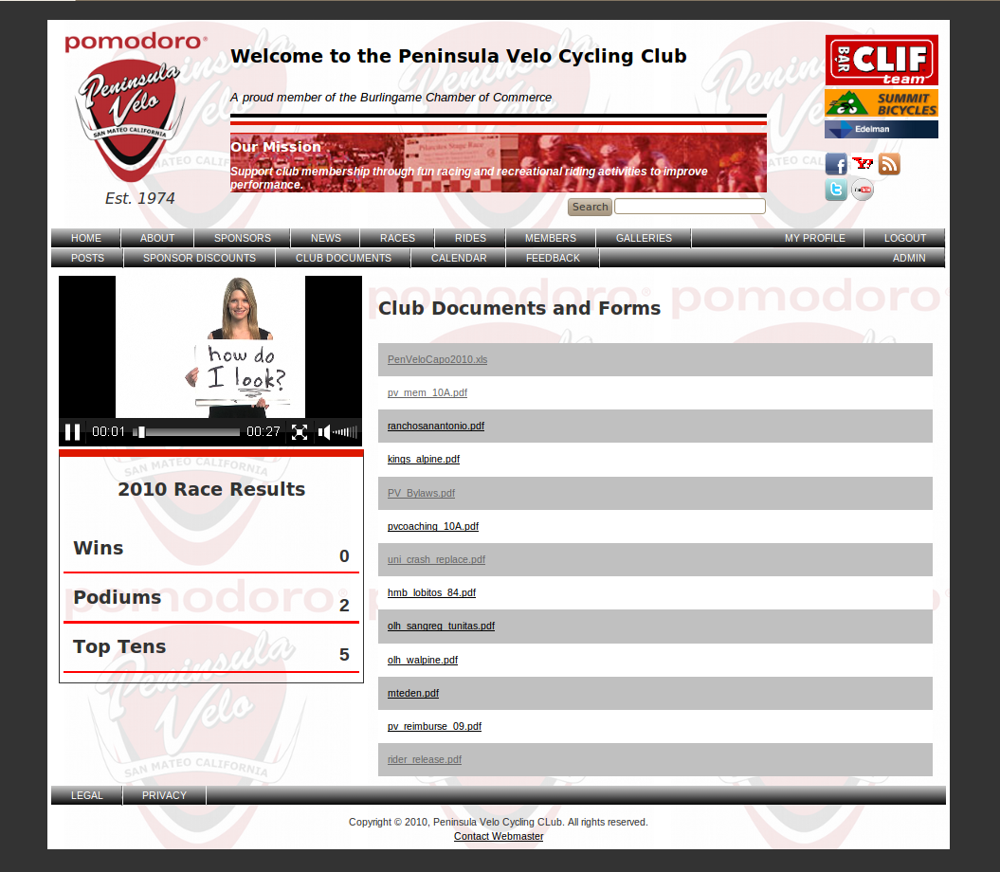 pomodoro®
Peninsula
Velo
SAN MATEO CALIFORNIA
Est. 1974
Welcome to the Peninsula Velo Cycling Club
A proud member of the Burlingame Chamber of Commerce
Our Mission
Support club membership through fun racing and recreational riding activities to improve
performance.
Search
CLIF
BAR
team
SUMMIT
BICYCLES
Edelman
HOME ABOUT SPONSORS NEWS RACES RIDES MEMBERS GALLERIES MY PROFILE LOGOUT
POSTS SPONSOR DISCOUNTS CLUB DOCUMENTS CALENDAR FEEDBACK ADMIN
how do
I look?
00:01 00:27
2010 Race Results
Wins 0
Podiums 2
Top Tens 5
Club Documents and Forms
PenVeloCapo2010.xls
pv_mem_10A.pdf
ranchosanantonio.pdf
kings_alpine.pdf
PV_Bylaws.pdf
pvcoaching_10A.pdf
uni_crash_replace.pdf
hmb_lobitos_84.pdf
olh_sangreg_tunitas.pdf
olh_walpine.pdf
mteden.pdf
pv_reimburse_09.pdf
rider_release.pdf
LEGAL PRIVACY
Copyright © 2010, Peninsula Velo Cycling CLub. All rights reserved.
Contact Webmaster